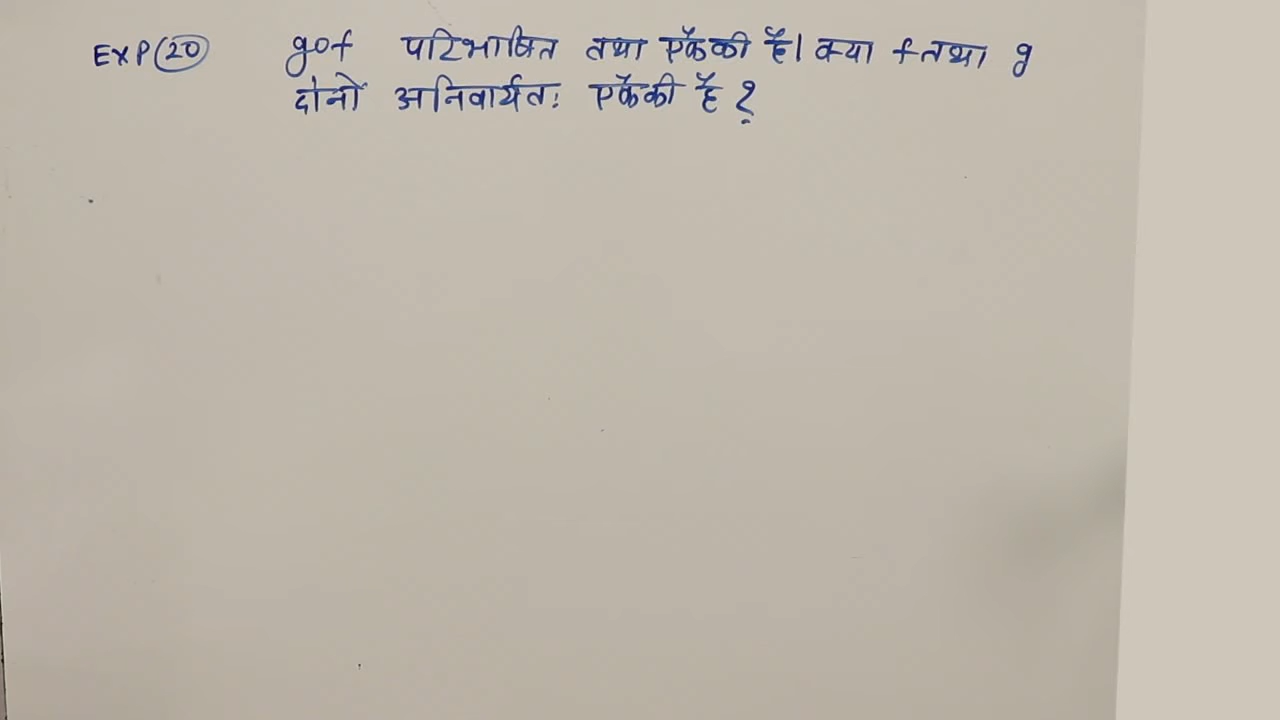 Exp (20) gof परिभाषित तथा एकैकी है। क्या f तथा g
दोनों अनिवार्यतः एकैकी है ?